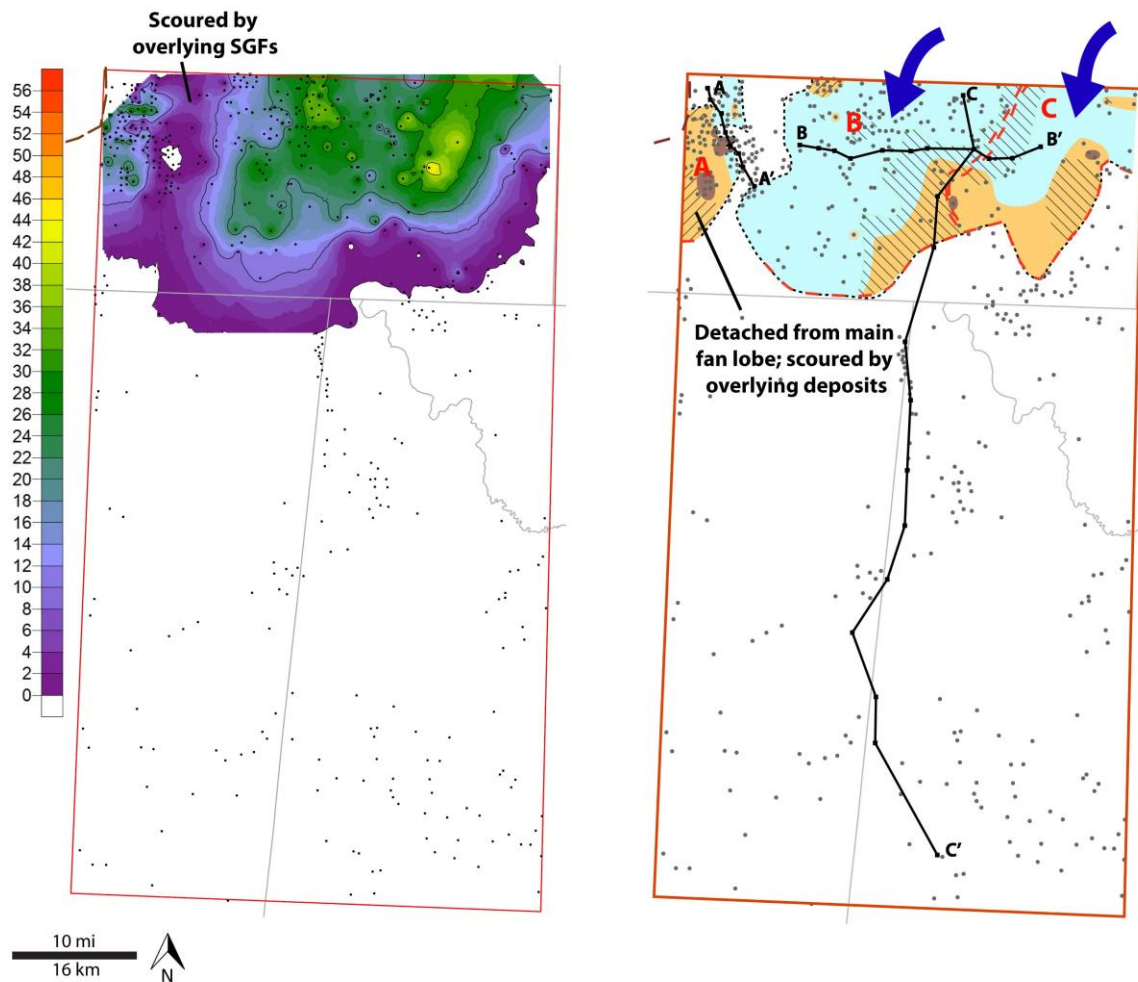 Scoured by
overlying SGFs
56
54
52
50
48
46
44
42
40
38
36
34
32
30
28
26
24
22
20
18
16
14
12
10
8
6
4
2
0
10 mi
16 km
N
A
C
B
C
B
B'
A
A'
Detached from main
fan lobe; scoured by
overlying deposits
C'